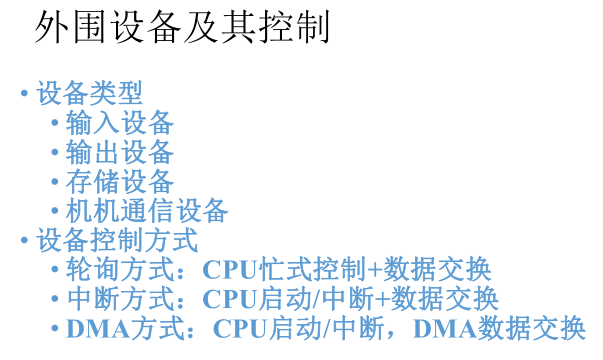 外围设备及其控制
• 设备类型
• 输入设备
• 输出设备
• 存储设备
• 机机通信设备
• 设备控制方式
• 轮询方式：CPU忙式控制+数据交换
• 中断方式：CPU启动/中断+数据交换
• DMA方式：CPU启动/中断，DMA数据交换